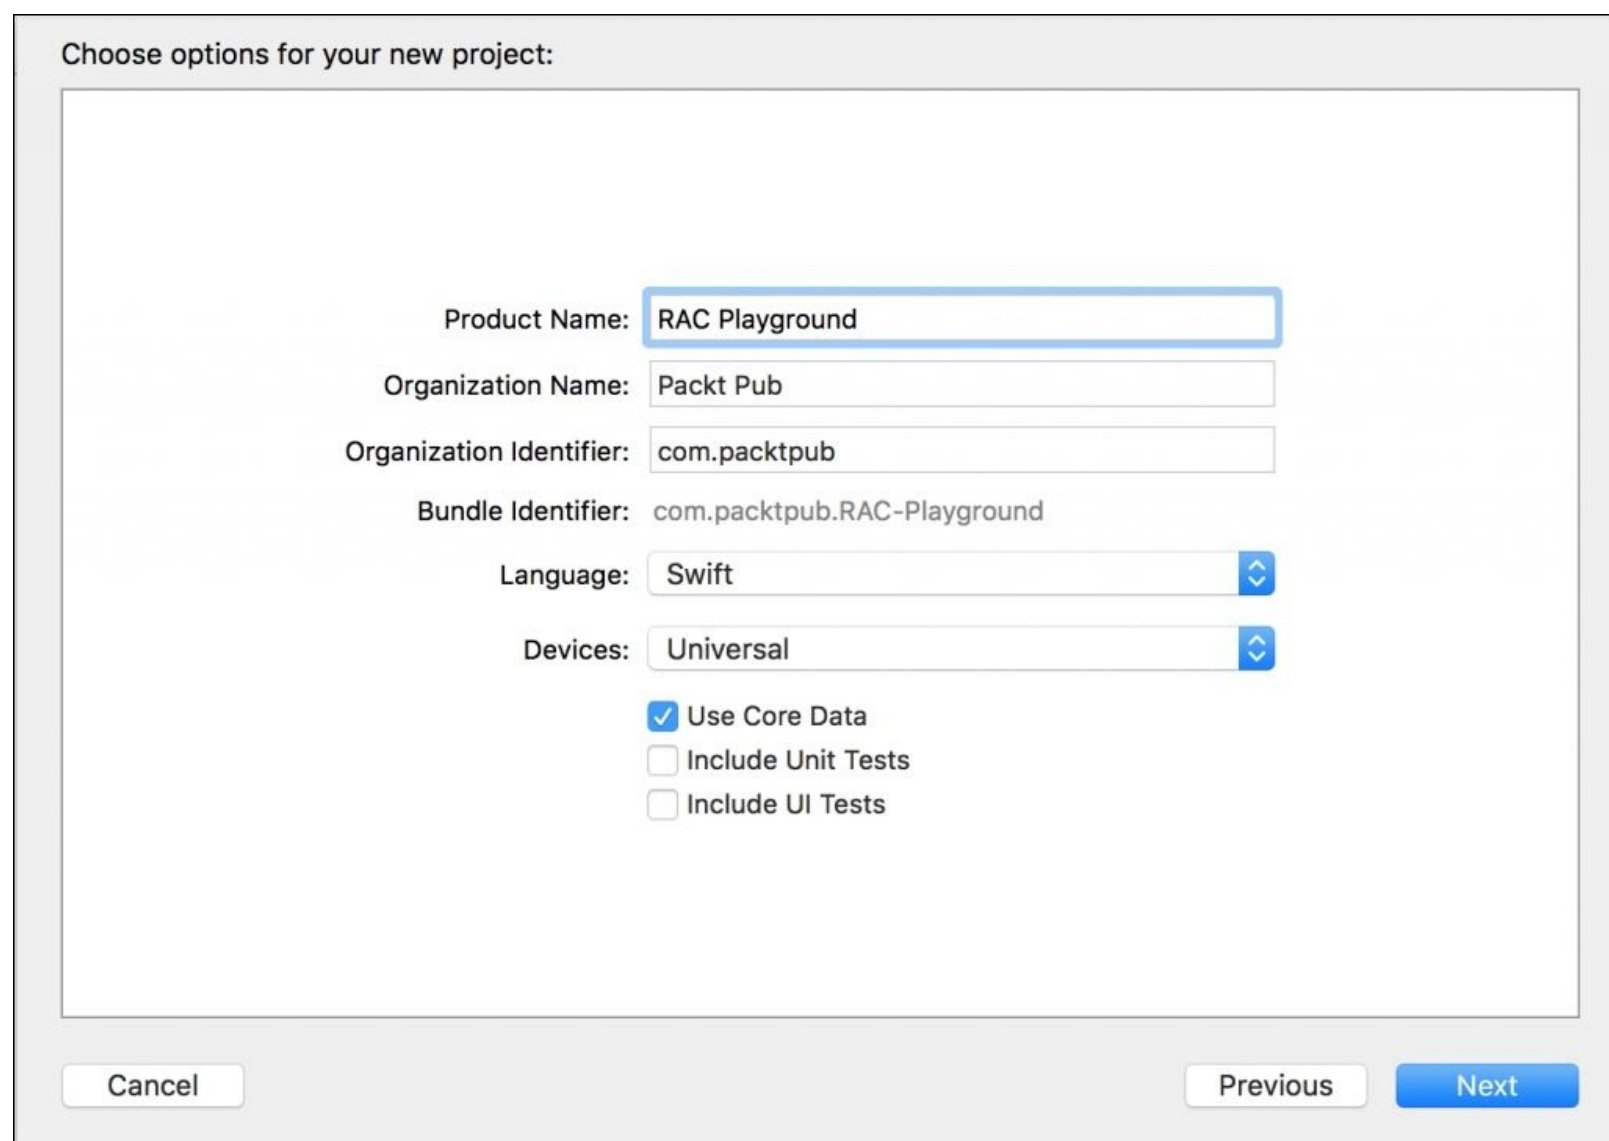 Choose options for your new project:
Product Name: RAC Playground
Organization Name: Packt Pub
Organization Identifier: com.packtpub
Bundle Identifier: com.packtpub.RAC-Playground
Language: Swift
Devices: Universal
Use Core Data
Include Unit Tests
Include UI Tests
Cancel Previous Next